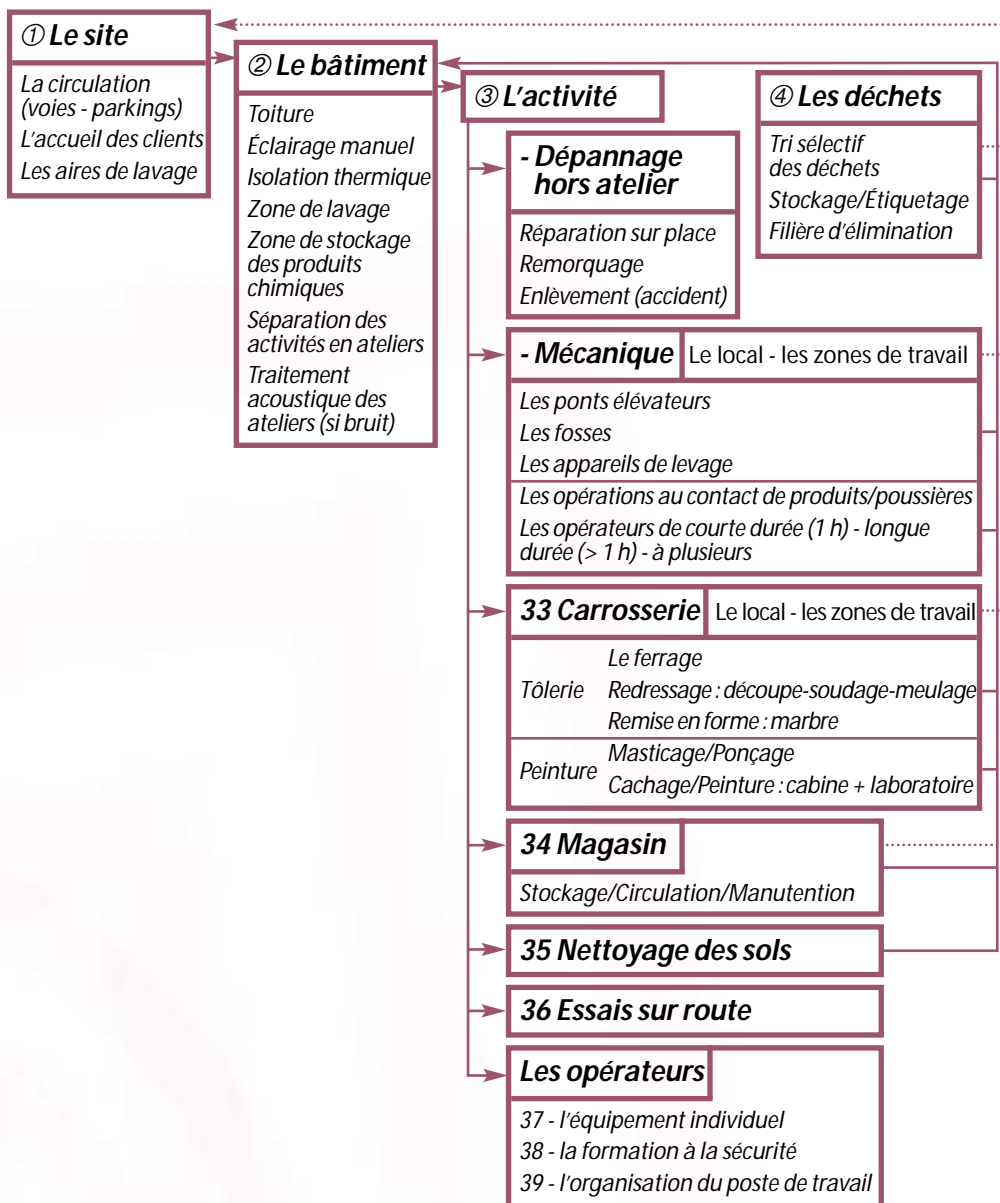 ① Le site
La circulation
(voies - parkings)
L'accueil des clients
Les aires de lavage
② Le bâtiment
Toiture
Éclairage manuel
Isolation thermique
Zone de lavage
Zone de stockage
des produits
chimiques
Séparation des
activités en ateliers
Traitement
acoustique des
ateliers (si bruit)
③ L'activité
- Dépannage
hors atelier
Réparation sur place
Remorquage
Enlèvement (accident)
④ Les déchets
Tri sélectif
des déchets
Stockage/Étiquetage
Filière d'élimination
- Mécanique Le local - les zones de travail
Les ponts élévateurs
Les fosses
Les appareils de levage
Les opérations au contact de produits/poussières
Les opérateurs de courte durée (1 h) - longue
durée (> 1 h) - à plusieurs
33 Carrosserie Le local - les zones de travail
Le ferrage
Tôlerie Redressage : découpe-soudage-meulage
Remise en forme : marbre
Masticage/Ponçage
Peinture
Cachage/Peinture : cabine + laboratoire
34 Magasin
Stockage/Circulation/Manutention
35 Nettoyage des sols
36 Essais sur route
Les opérateurs
37 - l'équipement individuel
38 - la formation à la sécurité
39 - l'organisation du poste de travail